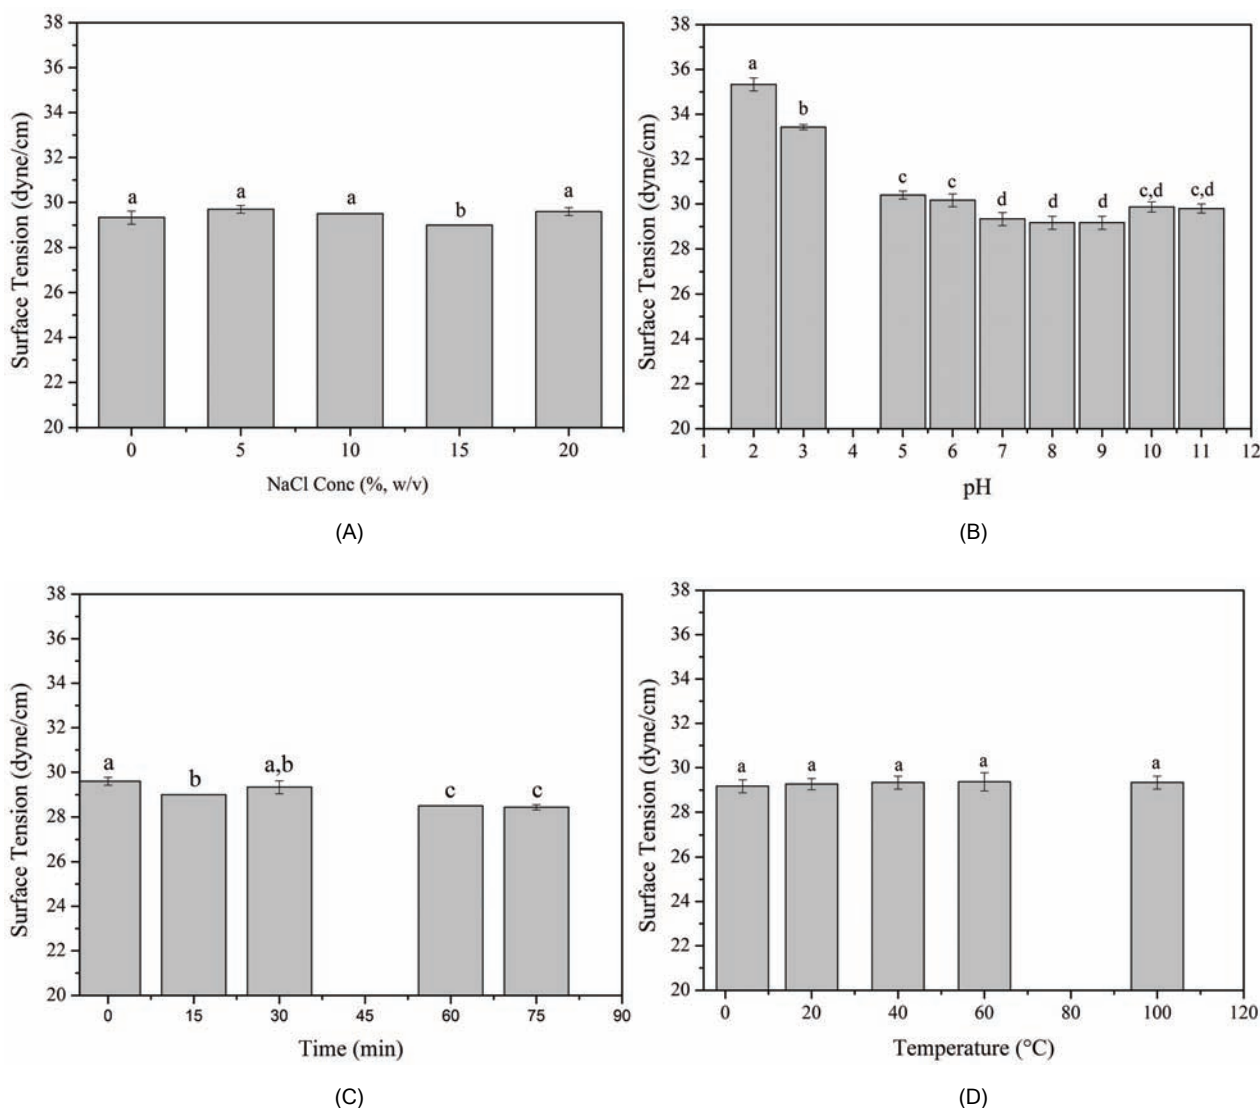 38
36
34
32
30
28
26
24
22
20
Surface Tension (dyne/cm)
a
a
a
b
a
0
5
10
15
20
NaCl Conc (%, w/v)
(A)
38
36
34
32
30
28
26
24
22
20
Surface Tension (dyne/cm)
a
b
c
c
d
d
d
c,d
c,d
1
2
3
4
5
6
7
8
9
10
11
12
pH
(B)
38
36
34
32
30
28
26
24
22
20
Surface Tension (dyne/cm)
a
b
a,b
c
c
0
15
30
45
60
75
90
Time (min)
(C)
38
36
34
32
30
28
26
24
22
20
Surface Tension (dyne/cm)
a
a
a
a
a
0
20
40
60
80
100
120
Temperature (°C)
(D)